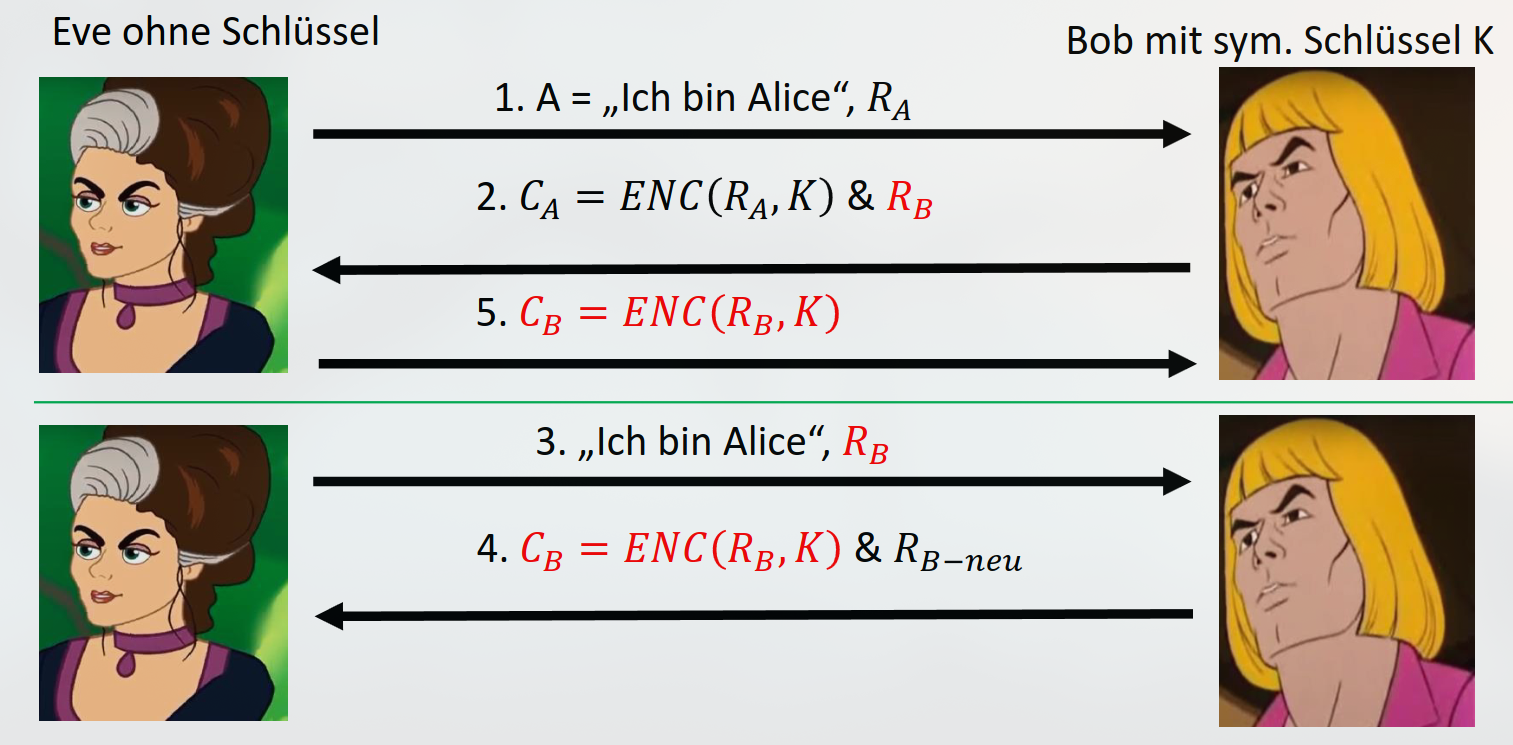 Eve ohne Schlüssel
Bob mit sym. Schlüssel K
1. A = „Ich bin Alice“, R_A
2. C_A = ENC(R_A, K) & R_B
5. C_B = ENC(R_B, K)
3. „Ich bin Alice“, R_B
4. C_B = ENC(R_B, K) & R_{B−neu}